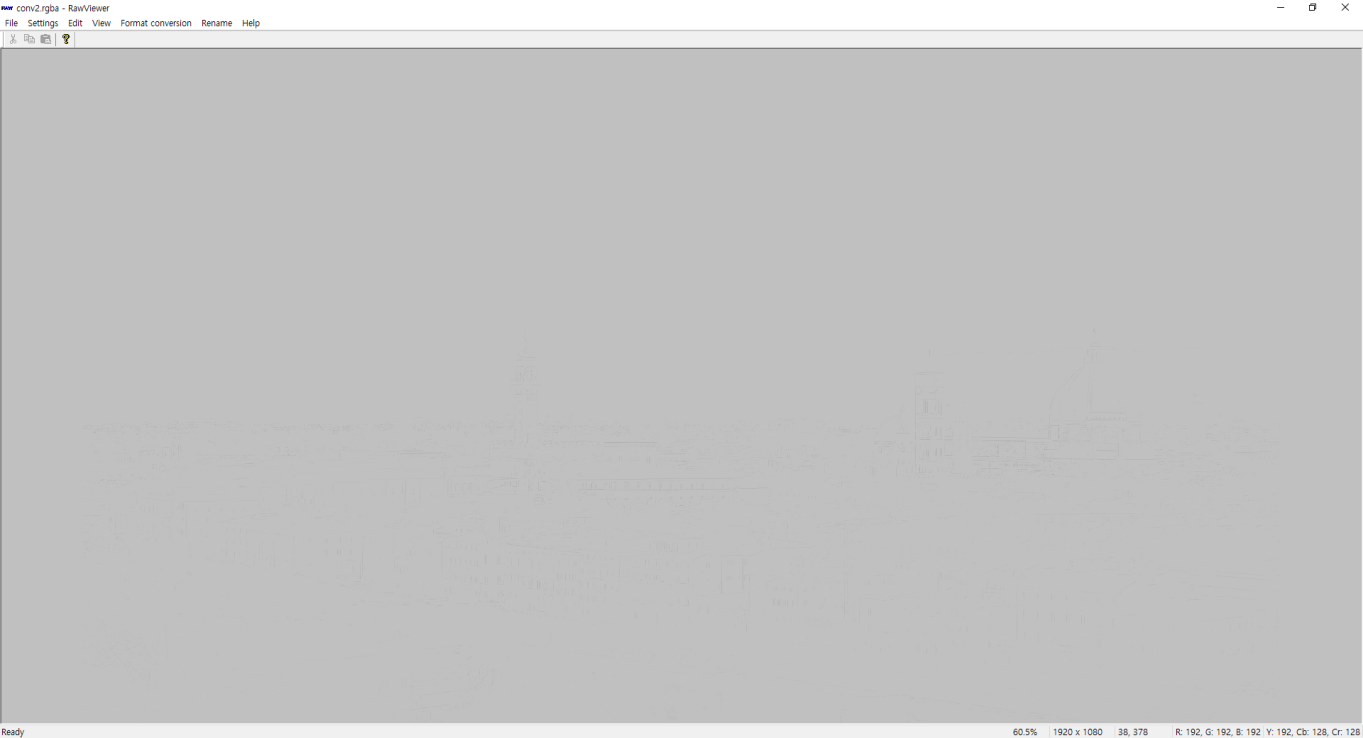 RAW conv2.rgba - RawViewer
File Settings Edit View Format conversion Rename Help
Ready 60.5% 1920 x 1080 38, 378 R: 192, G: 192, B: 192 Y: 192, Cb: 128, Cr: 128